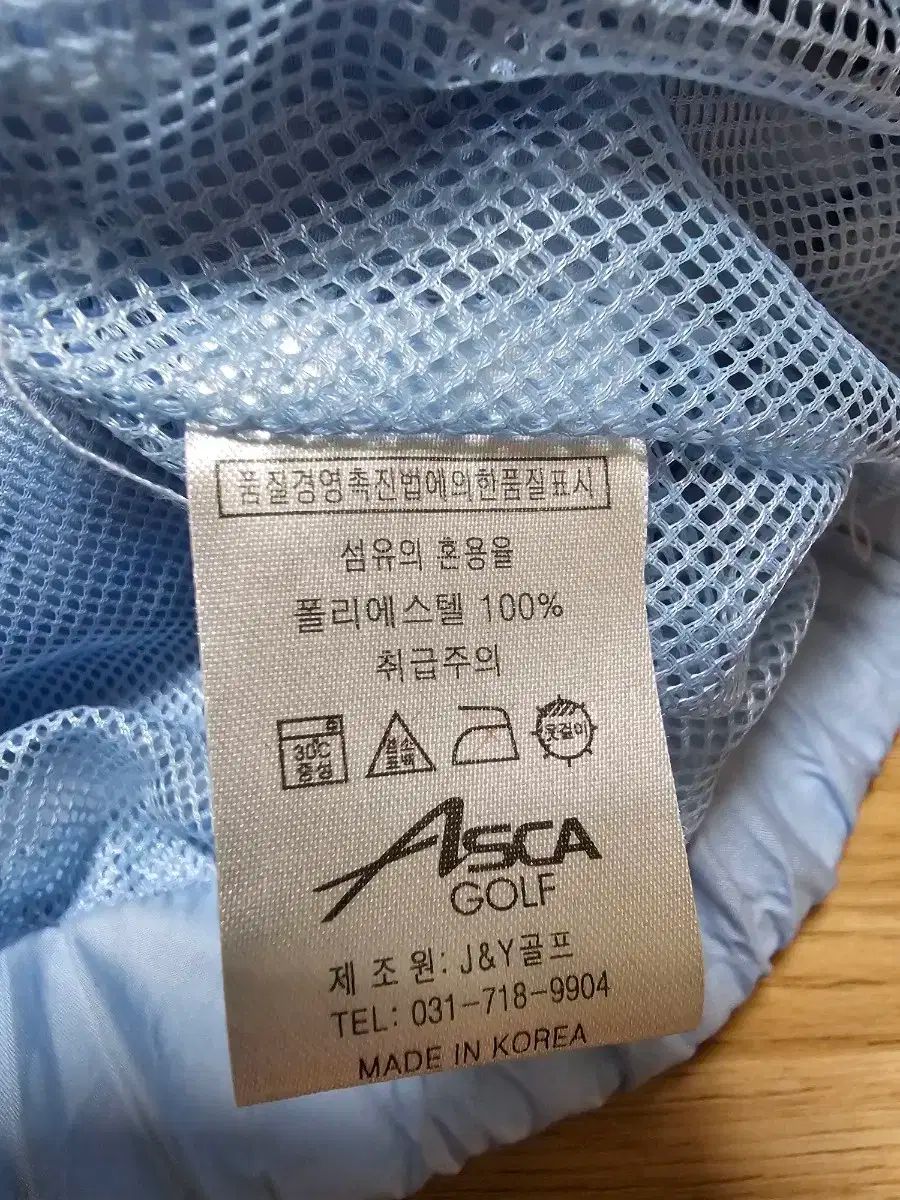 품질경영촉진법에의한품질표시
섬유의 혼용율
폴리에스텔 100%
취급주의
30℃
중성
염소
표백
옷걸이
ASCA
GOLF
제 조 원: J&Y골프
TEL: 031-718-9904
MADE IN KOREA